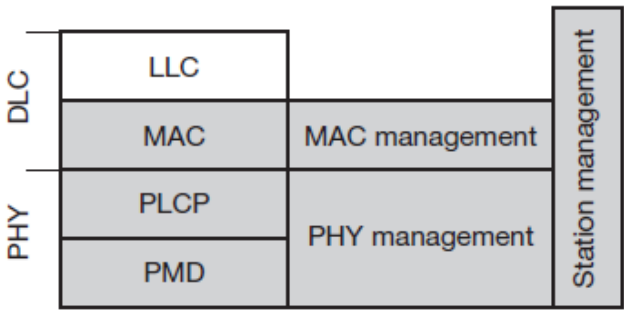 DLC
LLC
MAC
MAC management
PHY
PLCP
PHY management
PMD
Station management